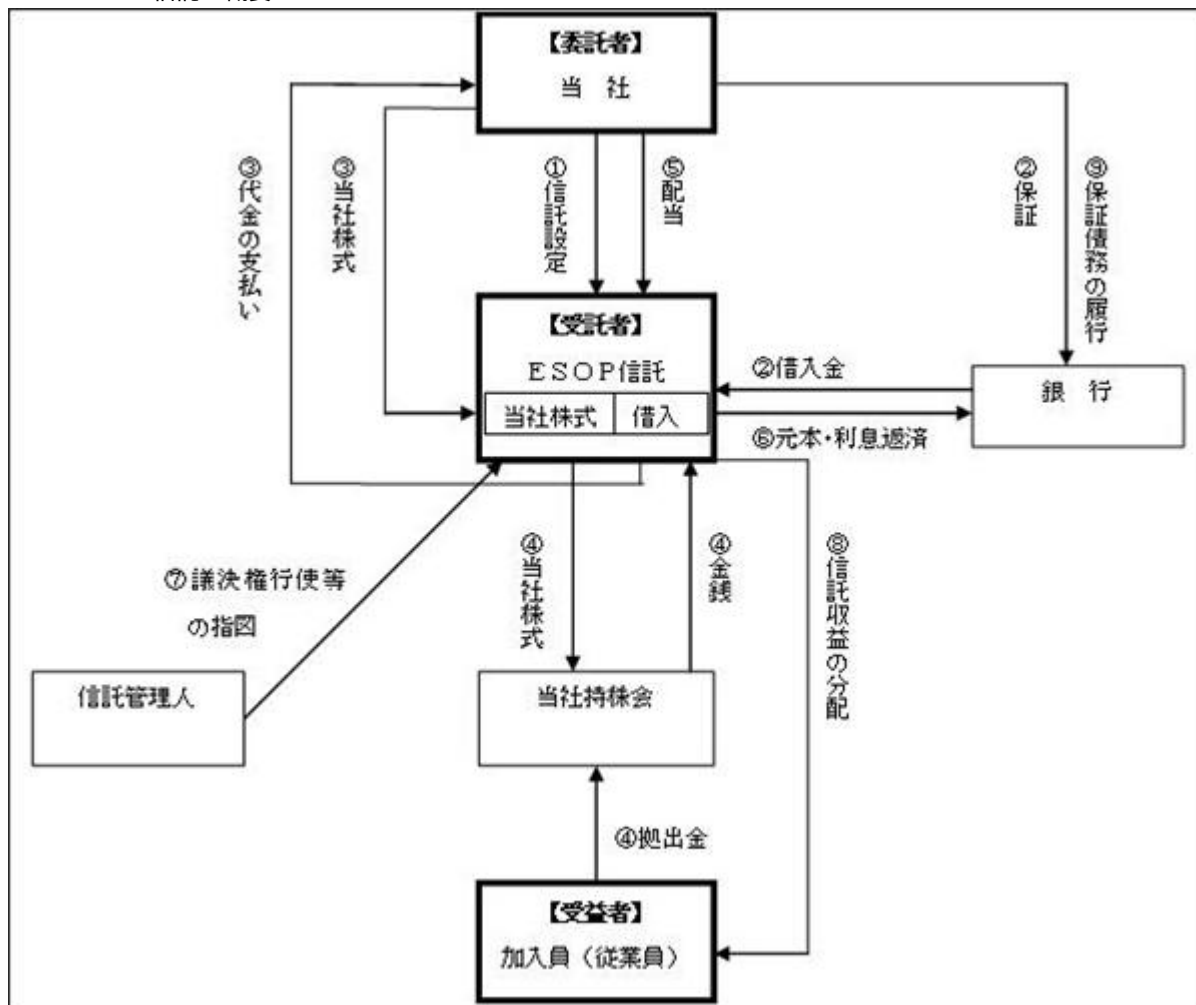 【委託者】
当 社
③代金の支払い
③当社株式
①信託設定
⑤配当
②保証
⑨保証債務の履行
【受託者】
ESOP信託
当社株式
借入
②借入金
⑥元本・利息返済
銀 行
⑦議決権行使等
の指図
④当社株式
④金銭
⑧信託収益の分配
信託管理人
当社持株会
④拠出金
【受益者】
加入員(従業員)